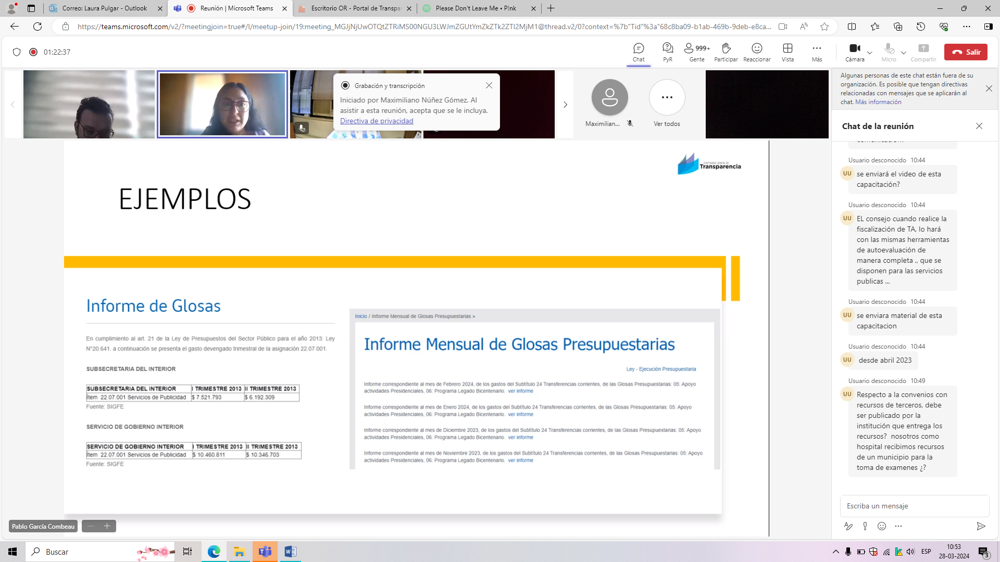 Correo: Laura Pulgar - Outlook
Reunión | Microsoft Teams
Escritorio OR - Portal de Transpa
Please Don't Leave Me • P!nk
https://teams.microsoft.com/v2/?meetingjoin=true#/l/meetup-join/19:meeting_MGJjNjUwOTQtZTRiMS00NGU3LWJmZGUtYmZkZTk2ZTI2MjM1@thread.v2/0?context=%7b"Tid"%3a"68c8ba09-b1ab-469b-9deb-e8ca...
01:22:37
Chat
PyR
999+
Gente
Participar
Reaccionar
Vista
Más
Cámara
Micro
Compartir
Salir
Grabación y transcripción
Iniciado por Maximiliano Núñez Gómez. Al
asistir a esta reunión, acepta que se le incluya.
Directiva de privacidad
Maximilian...
Ver todos
consejo para la
Transparencia
EJEMPLOS
Informe de Glosas
En cumplimiento al art. 21 de la Ley de Presupuestos del Sector Público para el año 2013: Ley
N°20.641. a continuación se presenta el gasto devengado trimestral de la asignación 22.07.001.
SUBSECRETARIA DEL INTERIOR
SUBSECRETARIA DEL INTERIOR I TRIMESTRE 2013 II TRIMESTRE 2013
Ítem 22.07.001 Servicios de Publicidad $ 7.521.793 $ 6.192.309
Fuente: SIGFE
SERVICIO DE GOBIERNO INTERIOR
SERVICIO DE GOBIERNO INTERIOR I TRIMESTRE 2013 II TRIMESTRE 2013
Ítem 22.07.001 Servicios de Publicidad $ 10.460.811 $ 10.346.703
Fuente: SIGFE
Inicio / Informe Mensual de Glosas Presupuestarias »
Informe Mensual de Glosas Presupuestarias
Ley - Ejecución Presupuestaria
Informe correspondiente al mes de Febrero 2024, de los gastos del Subtítulo 24 Transferencias corrientes, de las Glosas Presupuestarias: 05: Apoyo
actividades Presidenciales, 06: Programa Legado Bicentenario. ver informe
Informe correspondiente al mes de Enero 2024, de los gastos del Subtítulo 24 Transferencias corrientes, de las Glosas Presupuestarias: 05: Apoyo
actividades Presidenciales, 06: Programa Legado Bicentenario. ver informe
Informe correspondiente al mes de Diciembre 2023, de los gastos del Subtítulo 24 Transferencias corrientes, de las Glosas Presupuestarias: 05: Apoyo
actividades Presidenciales, 06: Programa Legado Bicentenario. ver informe
Informe correspondiente al mes de Noviembre 2023, de los gastos del Subtítulo 24 Transferencias corrientes, de las Glosas Presupuestarias: 05: Apoyo
actividades Presidenciales, 06: Programa Legado Bicentenario. ver informe
Pablo García Combeau
Algunas personas de este chat están fuera de su
organización. Es posible que tengan directivas
relacionadas con mensajes que se aplicarán al
chat. Más información
Chat de la reunión
Usuario desconocido 10:44
UU
se enviará el video de esta
capacitación?
Usuario desconocido 10:44
UU
EL consejo cuando realice la
fiscalización de TA, lo hará
con las mismas herramientas
de autoevaluación de
manera completa ., que se
disponen para las servicios
publicas ...
Usuario desconocido 10:44
UU
se enviara material de esta
capacitacion
Usuario desconocido 10:44
UU
desde abril 2023
Usuario desconocido 10:49
UU
Respecto a la convenios con
recursos de terceros, debe
ser publicado por la
institución que entrega los
recursos? nosotros como
hospital recibimos recursos
de un municipio para la
toma de examenes ¿?
Escriba un mensaje
Buscar
ESP
10:53
28-03-2024
3